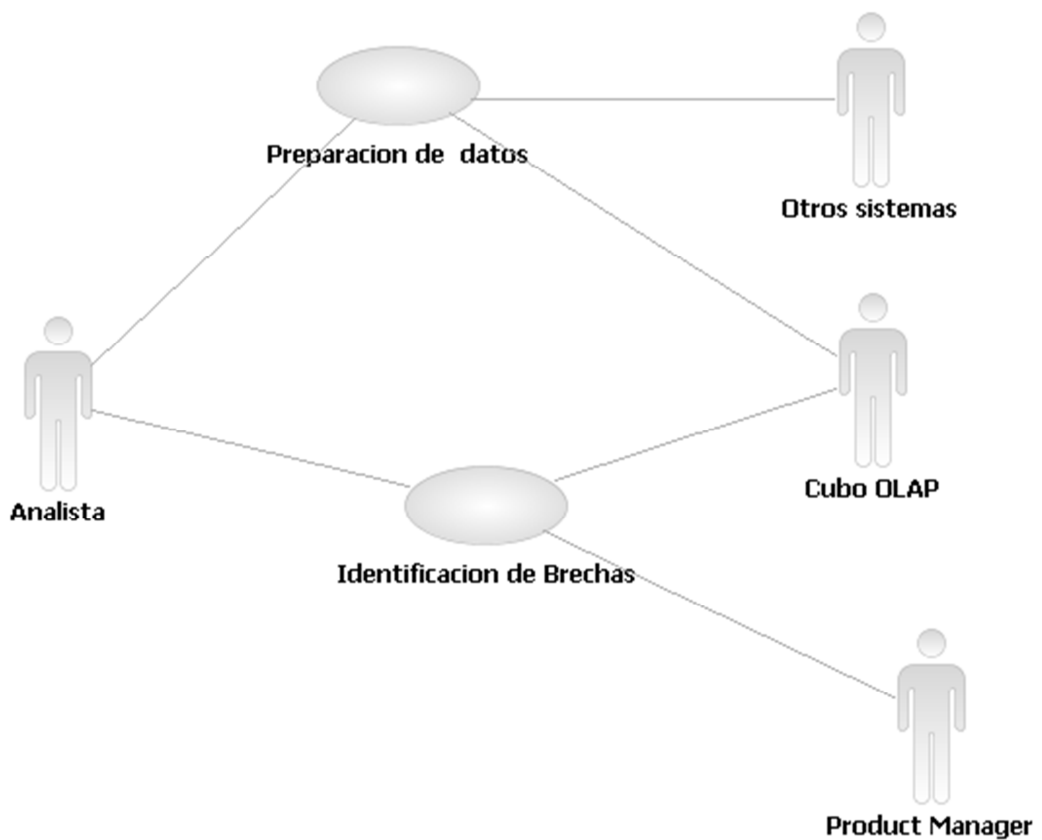 Preparacion de  datos
Otros sistemas
Cubo OLAP
Analista
Identificacion de Brechas
Product Manager